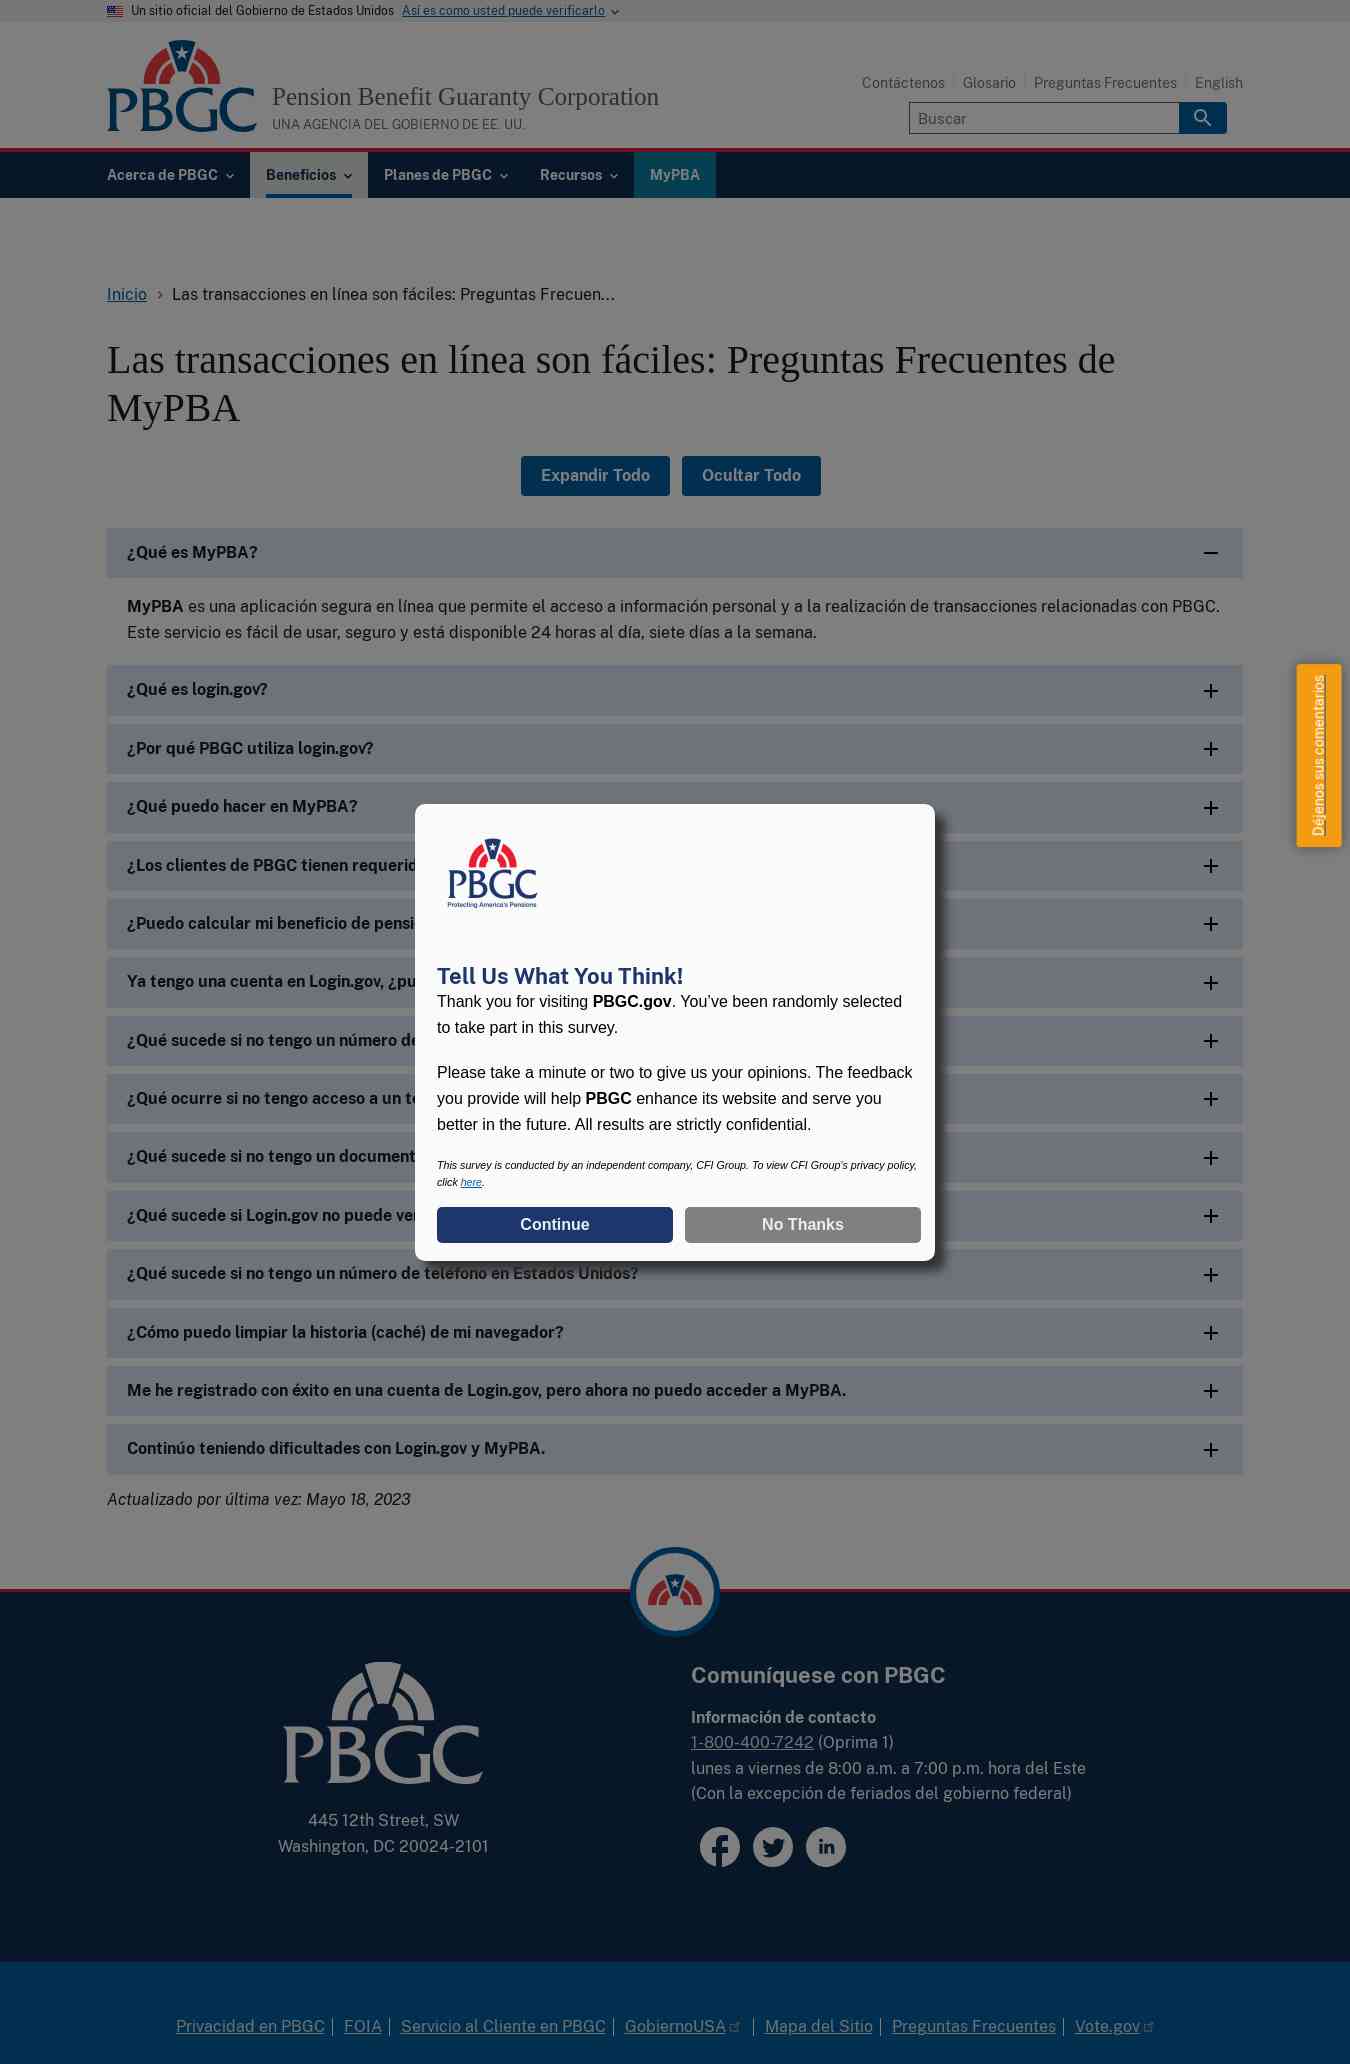 Un sitio oficial del Gobierno de Estados Unidos Así es como usted puede verificarlo
PBGC
Pension Benefit Guaranty Corporation
UNA AGENCIA DEL GOBIERNO DE EE. UU.
Contáctenos Glosario Preguntas Frecuentes English
Buscar
Acerca de PBGC Beneficios Planes de PBGC Recursos MyPBA
Inicio Las transacciones en línea son fáciles: Preguntas Frecuen...
Las transacciones en línea son fáciles: Preguntas Frecuentes de
MyPBA
Expandir Todo Ocultar Todo
¿Qué es MyPBA?
MyPBA es una aplicación segura en línea que permite el acceso a información personal y a la realización de transacciones relacionadas con PBGC.
Este servicio es fácil de usar, seguro y está disponible 24 horas al día, siete días a la semana.
¿Qué es login.gov?
¿Por qué PBGC utiliza login.gov?
¿Qué puedo hacer en MyPBA?
¿Los clientes de PBGC tienen
¿Puedo calcular mi beneficio de
Ya tengo una cuenta en Login.gov,
¿Qué sucede si no tengo un número
¿Qué ocurre si no tengo acceso a un
¿Qué sucede si no tengo un
¿Qué sucede si Login.gov no puede
¿Qué sucede si no tengo un número de teléfono en Estados Unidos?
¿Cómo puedo limpiar la historia (caché) de mi navegador?
Me he registrado con éxito en una cuenta de Login.gov, pero ahora no puedo acceder a MyPBA.
Continúo teniendo dificultades con Login.gov y MyPBA.
Actualizado por última vez: Mayo 18, 2023
Déjenos sus comentarios
PBGC
Protecting America's Pensions
Tell Us What You Think!
Thank you for visiting PBGC.gov. You’ve been randomly selected
to take part in this survey.
Please take a minute or two to give us your opinions. The feedback
you provide will help PBGC enhance its website and serve you
better in the future. All results are strictly confidential.
This survey is conducted by an independent company, CFI Group. To view CFI Group's privacy policy,
click here.
Continue No Thanks
PBGC
445 12th Street, SW
Washington, DC 20024-2101
Comuníquese con PBGC
Información de contacto
1-800-400-7242 (Oprima 1)
lunes a viernes de 8:00 a.m. a 7:00 p.m. hora del Este
(Con la excepción de feriados del gobierno federal)
in
Privacidad en PBGC FOIA Servicio al Cliente en PBGC GobiernoUSA Mapa del Sitio Preguntas Frecuentes Vote.gov